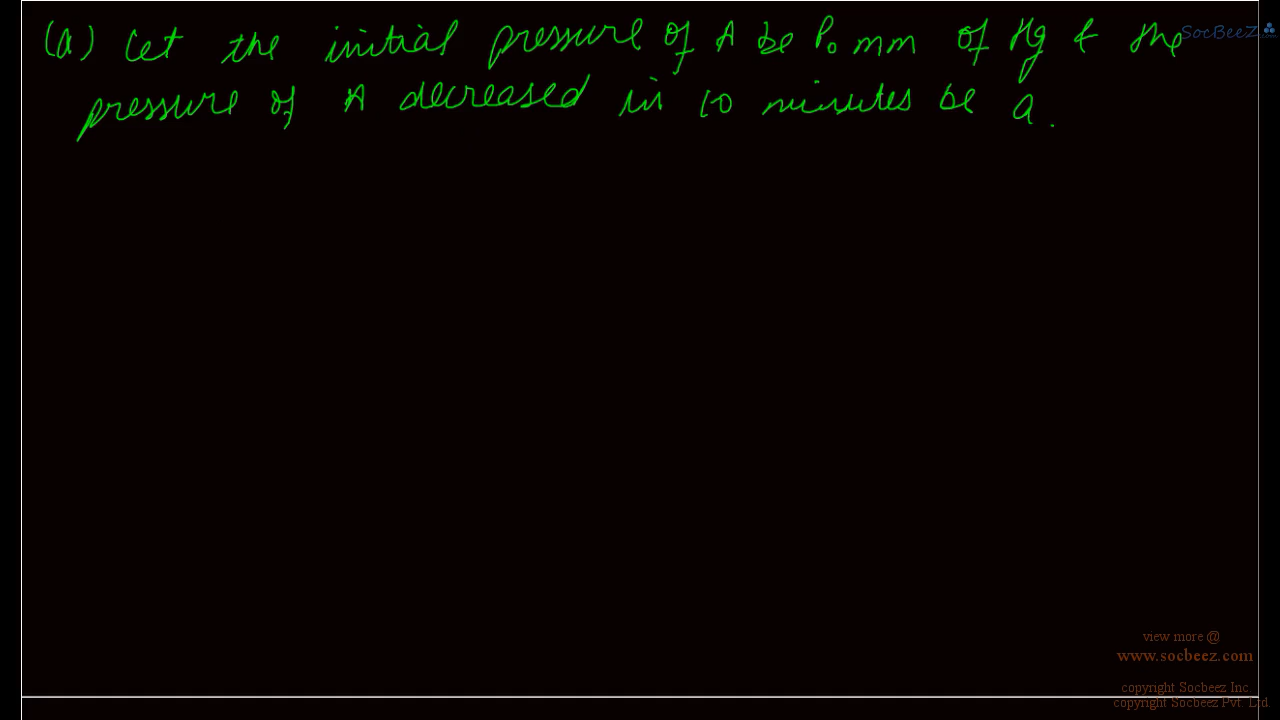 (a) Let the initial pressure of A be P₀ mm of Hg & the
pressure of A decreased in 10 minutes be a.
SocBeeZ
view more @
www.socbeez.com
copyright Socbeez Inc.
copyright Socbeez Pvt. Ltd.